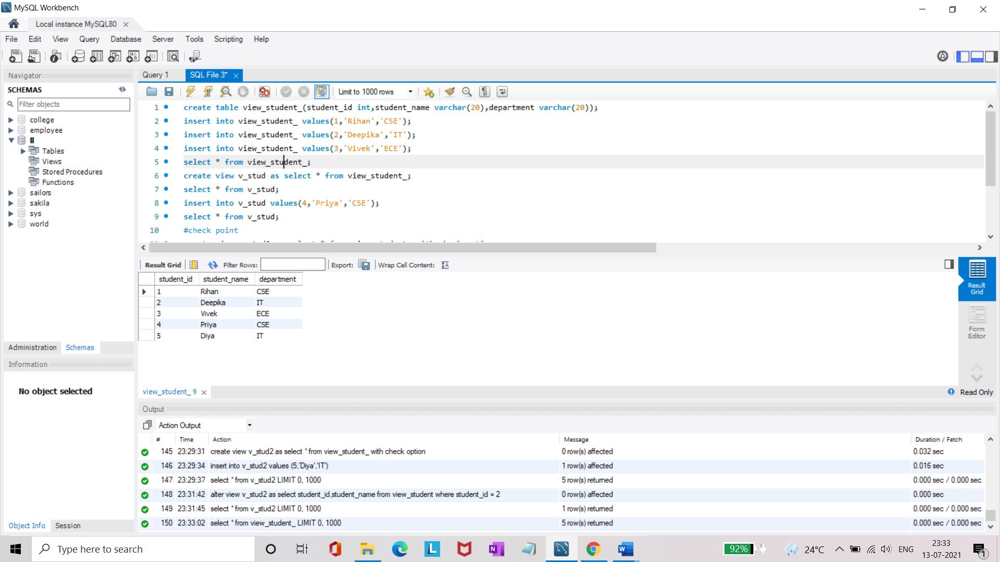 MySQL Workbench
Local instance MySQL80
File Edit View Query Database Server Tools Scripting Help
Navigator
SCHEMAS
Filter objects
college
employee
ll
Tables
Views
Stored Procedures
Functions
sailors
sakila
sys
world
Administration Schemas
Information
No object selected
Object Info Session
Query 1
SQL File 3*
Limit to 1000 rows
1 create table view_student_(student_id int,student_name varchar(20),department varchar(20));
2 insert into view_student_ values(1,'Rihan','CSE');
3 insert into view_student_ values(2,'Deepika','IT');
4 insert into view_student_ values(3,'Vivek','ECE');
5 select * from view_student_;
6 create view v_stud as select * from view_student_;
7 select * from v_stud;
8 insert into v_stud values(4,'Priya','CSE');
9 select * from v_stud;
10 #check point
Result Grid Filter Rows: Export: Wrap Cell Content:
student_id student_name department
1 Rihan CSE
2 Deepika IT
3 Vivek ECE
4 Priya CSE
5 Diya IT
Result Grid
Form Editor
view_student_ 9
Read Only
Output
Action Output
# Time Action Message Duration / Fetch
145 23:29:31 create view v_stud2 as select * from view_student_ with check option 0 row(s) affected 0.032 sec
146 23:29:34 insert into v_stud2 values (5,'Diya','IT') 1 row(s) affected 0.016 sec
147 23:29:37 select * from v_stud2 LIMIT 0, 1000 5 row(s) returned 0.000 sec / 0.000 sec
148 23:31:42 alter view v_stud2 as select student_id,student_name from view_student where student_id = 2 0 row(s) affected 0.000 sec
149 23:31:45 select * from v_stud2 LIMIT 0, 1000 1 row(s) returned 0.000 sec / 0.000 sec
150 23:33:02 select * from view_student_ LIMIT 0, 1000 5 row(s) returned 0.000 sec / 0.000 sec
Type here to search
92%
24°C
ENG
23:33
13-07-2021
1